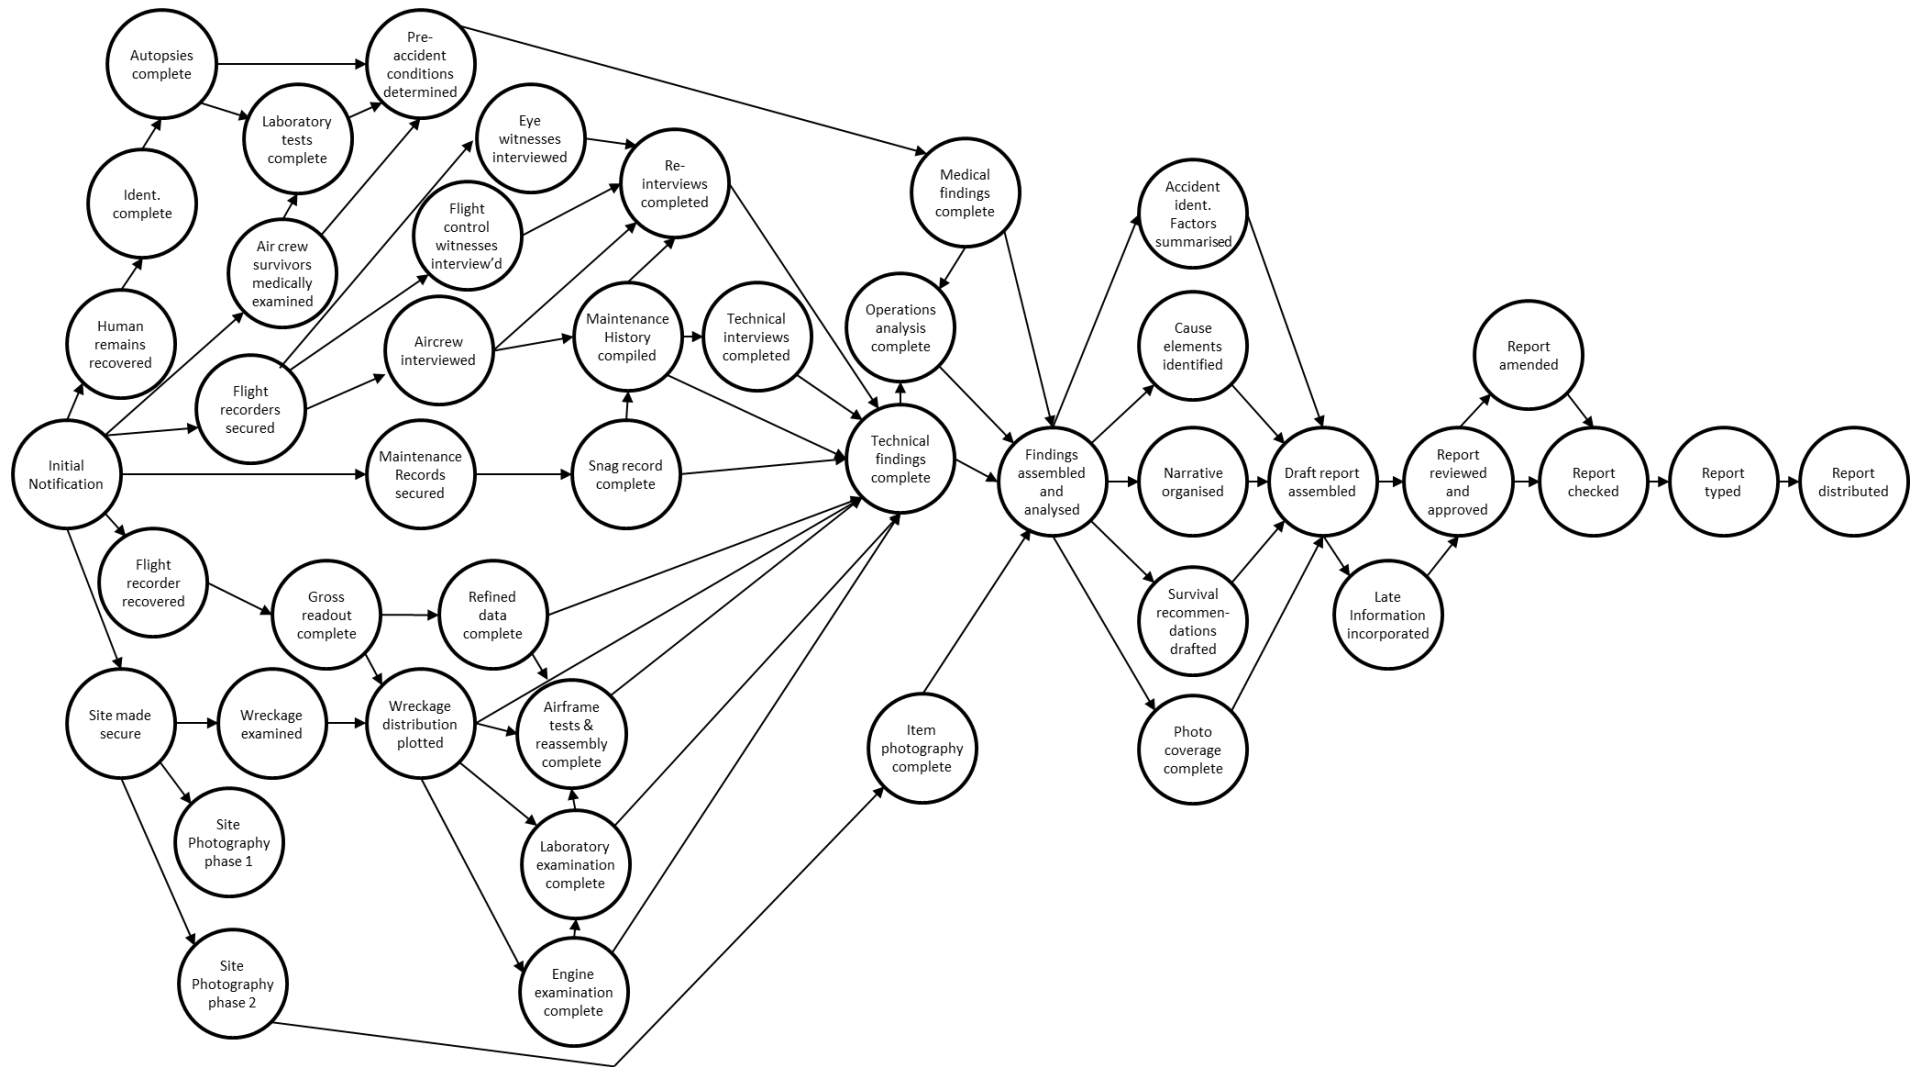 Autopsies
complete
Pre-
accident
conditions
determined
Laboratory
tests
complete
Eye
witnesses
interviewed
Re-
interviews
completed
Ident.
complete
Flight
control
witnesses
interview'd
Medical
findings
complete
Accident
ident.
Factors
summarised
Air crew
survivors
medically
examined
Human
remains
recovered
Aircrew
interviewed
Maintenance
History
compiled
Technical
interviews
completed
Operations
analysis
complete
Cause
elements
identified
Report
amended
Flight
recorders
secured
Initial
Notification
Maintenance
Records
secured
Snag record
complete
Technical
findings
complete
Findings
assembled
and
analysed
Narrative
organised
Draft report
assembled
Report
reviewed
and
approved
Report
checked
Report
typed
Report
distributed
Flight
recorder
recovered
Gross
readout
complete
Refined
data
complete
Survival
recommen-
dations
drafted
Late
Information
incorporated
Site made
secure
Wreckage
examined
Wreckage
distribution
plotted
Airframe
tests &
reassembly
complete
Item
photography
complete
Photo
coverage
complete
Site
Photography
phase 1
Laboratory
examination
complete
Site
Photography
phase 2
Engine
examination
complete